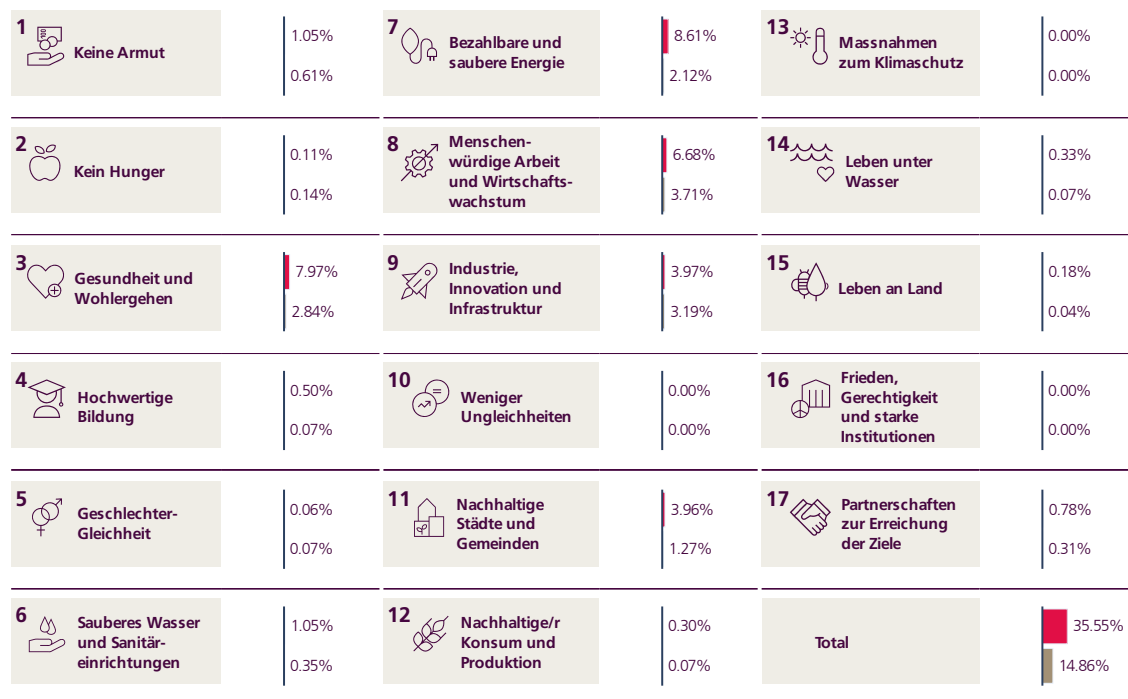 1
Keine Armut
1.05%
0.61%
2
Kein Hunger
0.11%
0.14%
3
Gesundheit und
Wohlergehen
7.97%
2.84%
4
Hochwertige
Bildung
0.50%
0.07%
5
Geschlechter-
Gleichheit
0.06%
0.07%
6
Sauberes Wasser
und Sanitär-
einrichtungen
1.05%
0.35%
7
Bezahlbare und
saubere Energie
8.61%
2.12%
8
Menschen-
würdige Arbeit
und Wirtschafts-
wachstum
6.68%
3.71%
9
Industrie,
Innovation und
Infrastruktur
3.97%
3.19%
10
Weniger
Ungleichheiten
0.00%
0.00%
11
Nachhaltige
Städte und
Gemeinden
3.96%
1.27%
12
Nachhaltige/r
Konsum und
Produktion
0.30%
0.07%
13
Massnahmen
zum Klimaschutz
0.00%
0.00%
14
Leben unter
Wasser
0.33%
0.07%
15
Leben an Land
0.18%
0.04%
16
Frieden,
Gerechtigkeit
und starke
Institutionen
0.00%
0.00%
17
Partnerschaften
zur Erreichung
der Ziele
0.78%
0.31%
Total
35.55%
14.86%